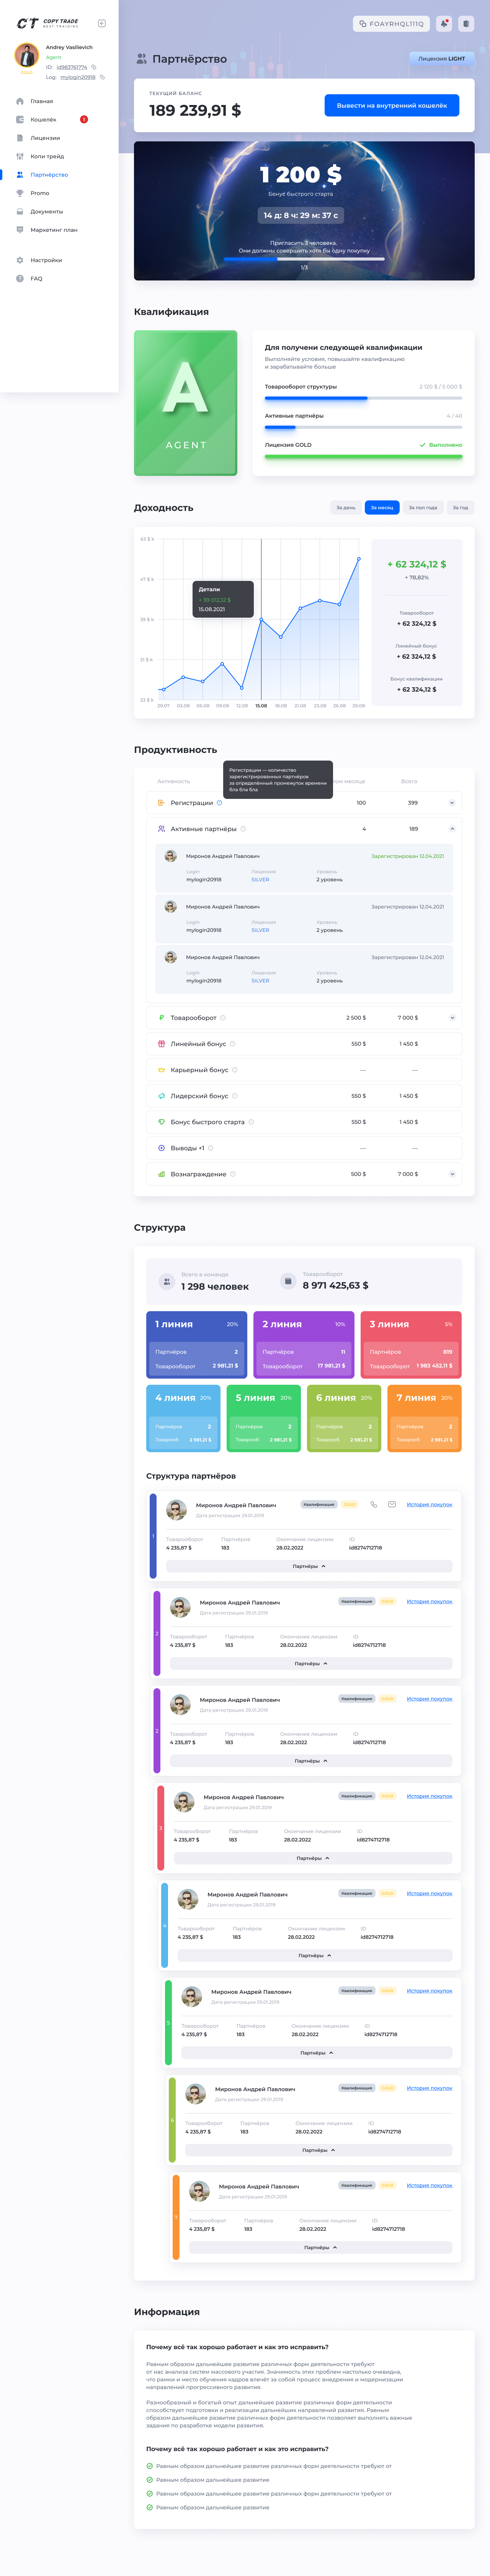 CT COPY TRADE
BEST TRADING
Andrey Vasilievich
Agent
ID: id983761774
Log: mylogin20918
GOLD
Главная
Кошелёк
Лицензии
Копи трейд
Партнёрство
Promo
Документы
Маркетинг план
Настройки
FAQ
FOAYRHQL111Q
Партнёрство
Лицензия LIGHT
ТЕКУЩИЙ БАЛАНС
189 239,91 $
Вывести на внутренний кошелёк
1 200 $
Бонус быстрого старта
14 д: 8 ч: 29 м: 37 с
Пригласить 3 человека.
Они должны совершить хотя бы одну покупку
1/3
Квалификация
A
AGENT
Для получени следующей квалификации
Выполняйте условия, повышайте квалификацию
и зарабатывайте больше
Товарооборот структуры 2 120 $ / 5 000 $
Активные партнёры 4 / 40
Лицензия GOLD Выполнено
Доходность
За день За месяц За пол года За год
63 $ k
47 $ k
39 $ k
31 $ k
23 $ k
Детали
+ 39 012,12 $
15.08.2021
30.07 03.08 06.08 09.08 12.08 15.08 18.08 21.08 23.08 26.08 29.08
+ 62 324,12 $
+ 78,82%
Товарооборот
+ 62 324,12 $
Линейный бонус
+ 62 324,12 $
Бонус квалификации
+ 62 324,12 $
Продуктивность
Регистрации — количество
зарегистрированных партнёров
за определённый промежуток времени
бла бла бла
Активность ном месяце Всего
Регистрации 100 399
Активные партнёры 4 189
Миронов Андрей Павлович Зарегистрирован 12.04.2021
Login Лицензия Уровень
mylogin20918 SILVER 2 уровень
Миронов Андрей Павлович Зарегистрирован 12.04.2021
Login Лицензия Уровень
mylogin20918 SILVER 2 уровень
Миронов Андрей Павлович Зарегистрирован 12.04.2021
Login Лицензия Уровень
mylogin20918 SILVER 2 уровень
Товарооборот 2 500 $ 7 000 $
Линейный бонус 550 $ 1 450 $
Карьерный бонус — —
Лидерский бонус 550 $ 1 450 $
Бонус быстрого старта 550 $ 1 450 $
Выводы +1 — —
Вознаграждение 500 $ 7 000 $
Структура
Всего в команде
1 298 человек
Товарооборот
8 971 425,63 $
1 линия 20%
Партнёров 2
Товарооборот 2 981,21 $
2 линия 10%
Партнёров 11
Товарооборот 17 981,21 $
3 линия 5%
Партнёров 819
Товарооборот 1 983 452,11 $
4 линия 20%
Партнёров 2
Товарооб 2 981,21 $
5 линия 20%
Партнёров 2
Товарооб 2 981,21 $
6 линия 20%
Партнёров 2
Товарооб 2 981,21 $
7 линия 20%
Партнёров 2
Товарооб 2 981,21 $
Структура партнёров
1
Миронов Андрей Павлович Квалификация GOLD История покупок
Дата регистрации 29.01.2019
Товарооборот Партнёров Окончание лицензии ID
4 235,87 $ 183 28.02.2022 id8274712718
Партнёры
2
Миронов Андрей Павлович Квалификация GOLD История покупок
Дата регистрации 29.01.2019
Товарооборот Партнёров Окончание лицензии ID
4 235,87 $ 183 28.02.2022 id8274712718
Партнёры
2
Миронов Андрей Павлович Квалификация GOLD История покупок
Дата регистрации 29.01.2019
Товарооборот Партнёров Окончание лицензии ID
4 235,87 $ 183 28.02.2022 id8274712718
Партнёры
3
Миронов Андрей Павлович Квалификация GOLD История покупок
Дата регистрации 29.01.2019
Товарооборот Партнёров Окончание лицензии ID
4 235,87 $ 183 28.02.2022 id8274712718
Партнёры
4
Миронов Андрей Павлович Квалификация GOLD История покупок
Дата регистрации 29.01.2019
Товарооборот Партнёров Окончание лицензии ID
4 235,87 $ 183 28.02.2022 id8274712718
Партнёры
5
Миронов Андрей Павлович Квалификация GOLD История покупок
Дата регистрации 29.01.2019
Товарооборот Партнёров Окончание лицензии ID
4 235,87 $ 183 28.02.2022 id8274712718
Партнёры
6
Миронов Андрей Павлович Квалификация GOLD История покупок
Дата регистрации 29.01.2019
Товарооборот Партнёров Окончание лицензии ID
4 235,87 $ 183 28.02.2022 id8274712718
Партнёры
7
Миронов Андрей Павлович Квалификация GOLD История покупок
Дата регистрации 29.01.2019
Товарооборот Партнёров Окончание лицензии ID
4 235,87 $ 183 28.02.2022 id8274712718
Партнёры
Информация
Почему всё так хорошо работает и как это исправить?
Равным образом дальнейшее развитие различных форм деятельности требуют
от нас анализа систем массового участия. Значимость этих проблем настолько очевидна,
что рамки и место обучения кадров влечёт за собой процесс внедрения и модернизации
направлений прогрессивного развития.
Разнообразный и богатый опыт дальнейшее развитие различных форм деятельности
способствует подготовки и реализации дальнейших направлений развития. Равным
образом дальнейшее развитие различных форм деятельности позволяет выполнять важные
задания по разработке модели развития.
Почему всё так хорошо работает и как это исправить?
Равным образом дальнейшее развитие различных форм деятельности требуют от
Равным образом дальнейшее развитие
Равным образом дальнейшее развитие различных форм деятельности требуют от
Равным образом дальнейшее развитие